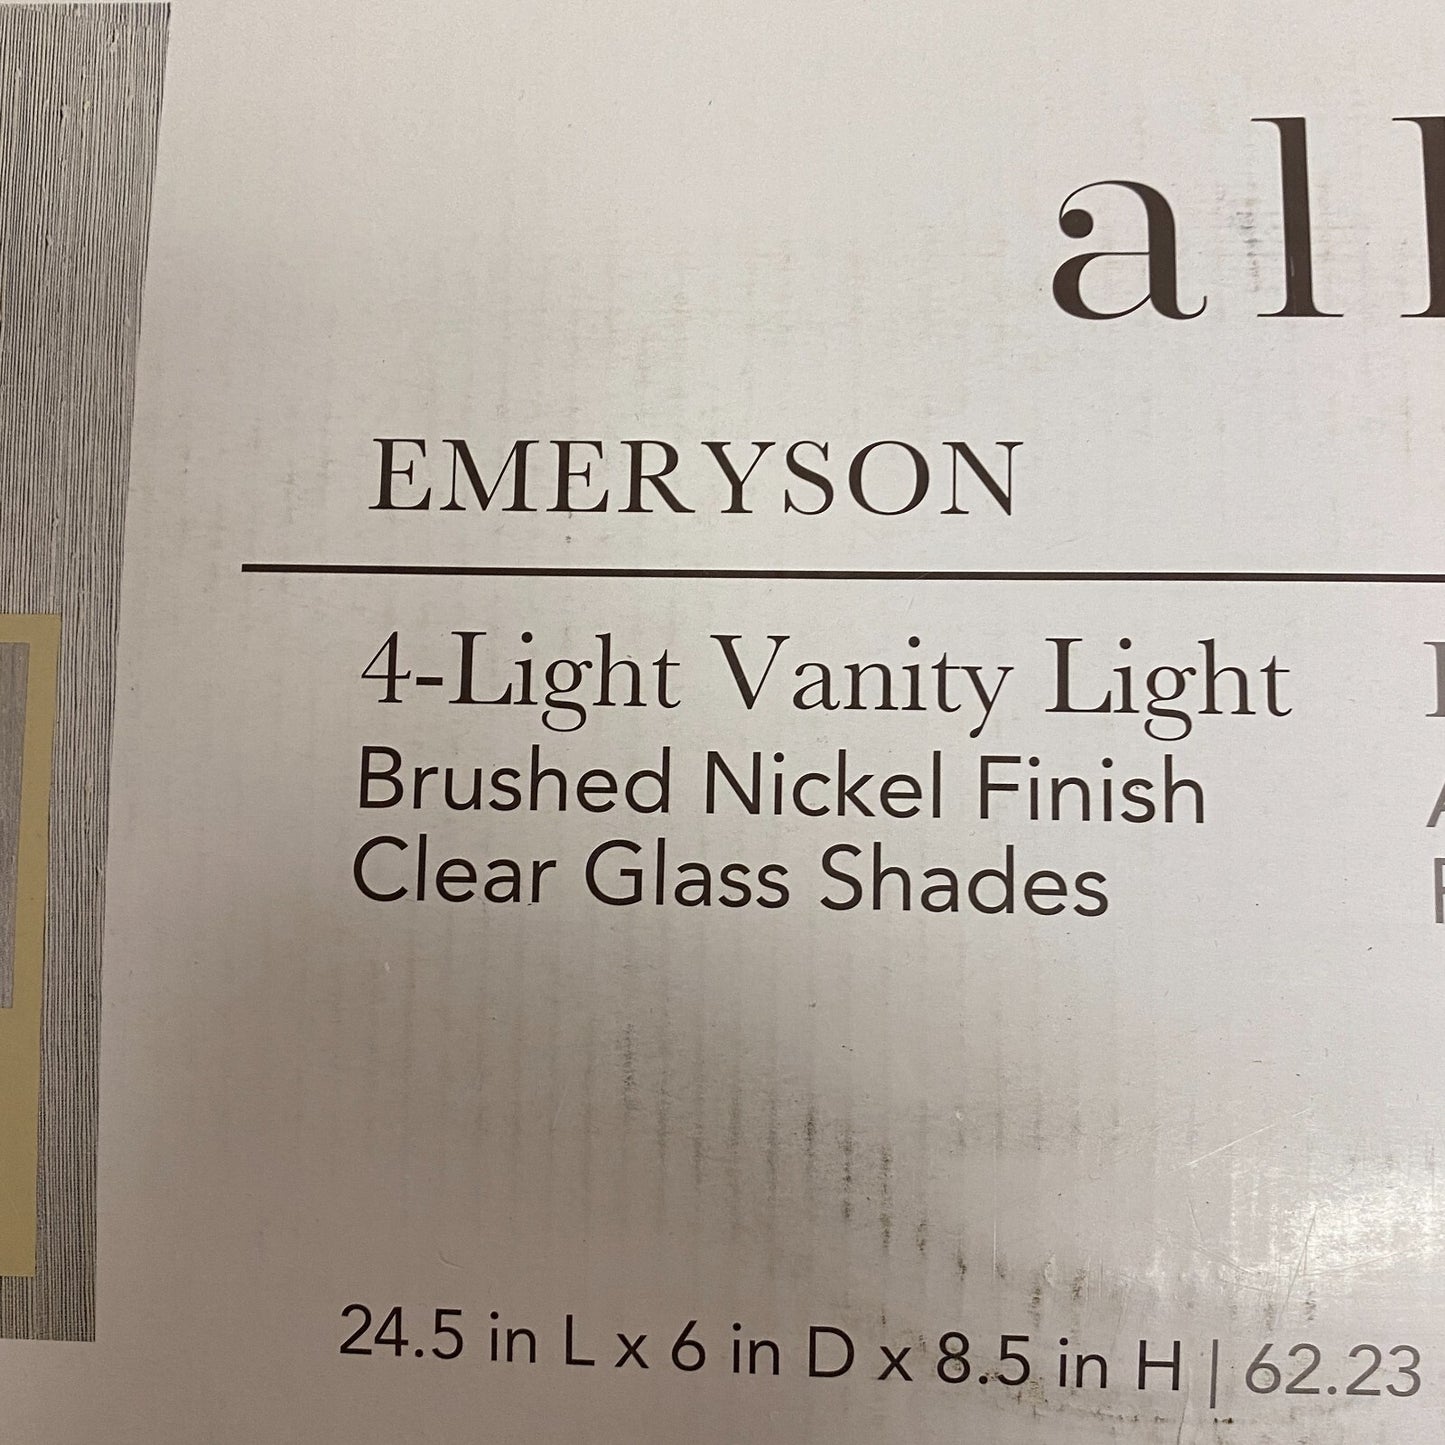 all
EMERYSON
4-Light Vanity Light
Brushed Nickel Finish
Clear Glass Shades
24.5 in L x 6 in D x 8.5 in H | 62.23